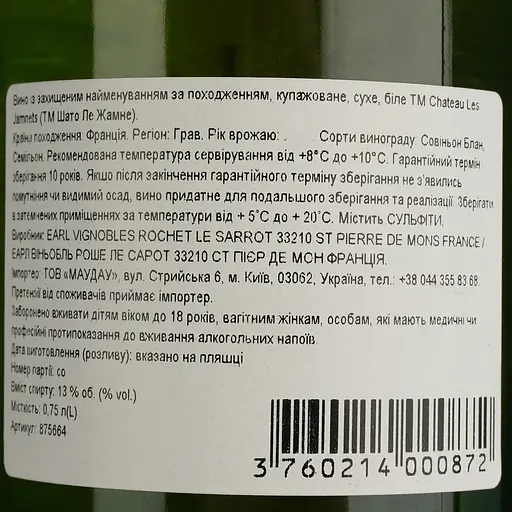 Вино із захищеним найменуванням за походженням, купажоване, сухе, біле ТМ Chateau Les
Jamnets (ТМ Шато Ле Жамне).
Країна походження: Франція. Регіон: Грав. Рік врожаю: . Сорти винограду: Совіньон Блан,
Семільон. Рекомендована температура сервірування від +8°С до +10°С. Гарантійний термін
зберігання 10 років. Якщо після закінчення гарантійного терміну зберігання не з'явились
помутніння чи видимий осад, вино придатне для подальшого зберігання та реалізації. Зберігати
в затемнених приміщеннях за температури від + 5°С до + 20°С. Містить СУЛЬФІТИ.
Виробник: EARL VIGNOBLES ROCHET LE SARROT 33210 ST PIERRE DE MONS FRANCE /
ЕАРЛ ВІНЬОБЛЬ РОШЕ ЛЕ САРОТ 33210 СТ ПІЄР ДЕ МОН ФРАНЦІЯ.
Імпортер: ТОВ «МАУДАУ», вул. Стрийська 6, м. Київ, 03062, Україна, тел.: +38 044 355 83 68.
Претензії від споживачів приймає імпортер.
Заборонено вживати дітям віком до 18 років, вагітним жінкам, особам, які мають медичні чи
професійні протипоказання до вживання алкогольних напоїв.
Дата виготовлення (розливу): вказано на пляшці
Номер партії: со
Вміст спирту: 13 % об. (% vol.)
Місткість: 0,75 л(L)
Артикул: 875664
3 760214 000872